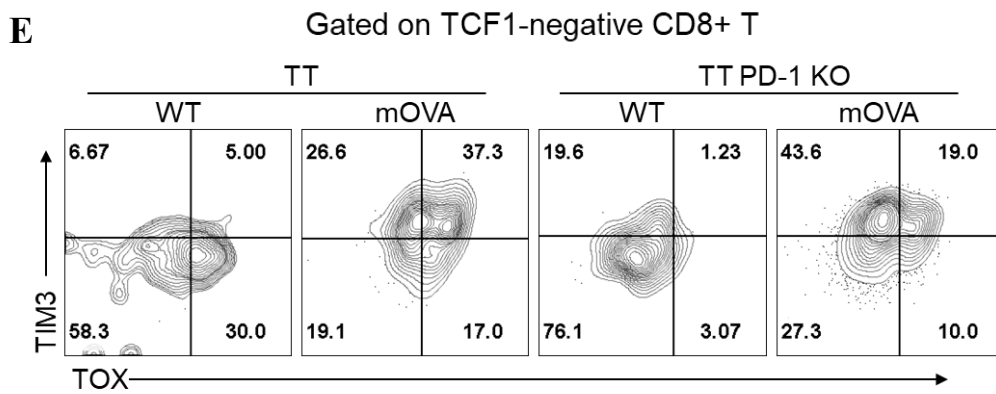 E
Gated on TCF1-negative CD8+ T
TT TT PD-1 KO
WT mOVA WT mOVA
6.67 5.00 26.6 37.3 19.6 1.23 43.6 19.0
TIM3
58.3 30.0 19.1 17.0 76.1 3.07 27.3 10.0
TOX